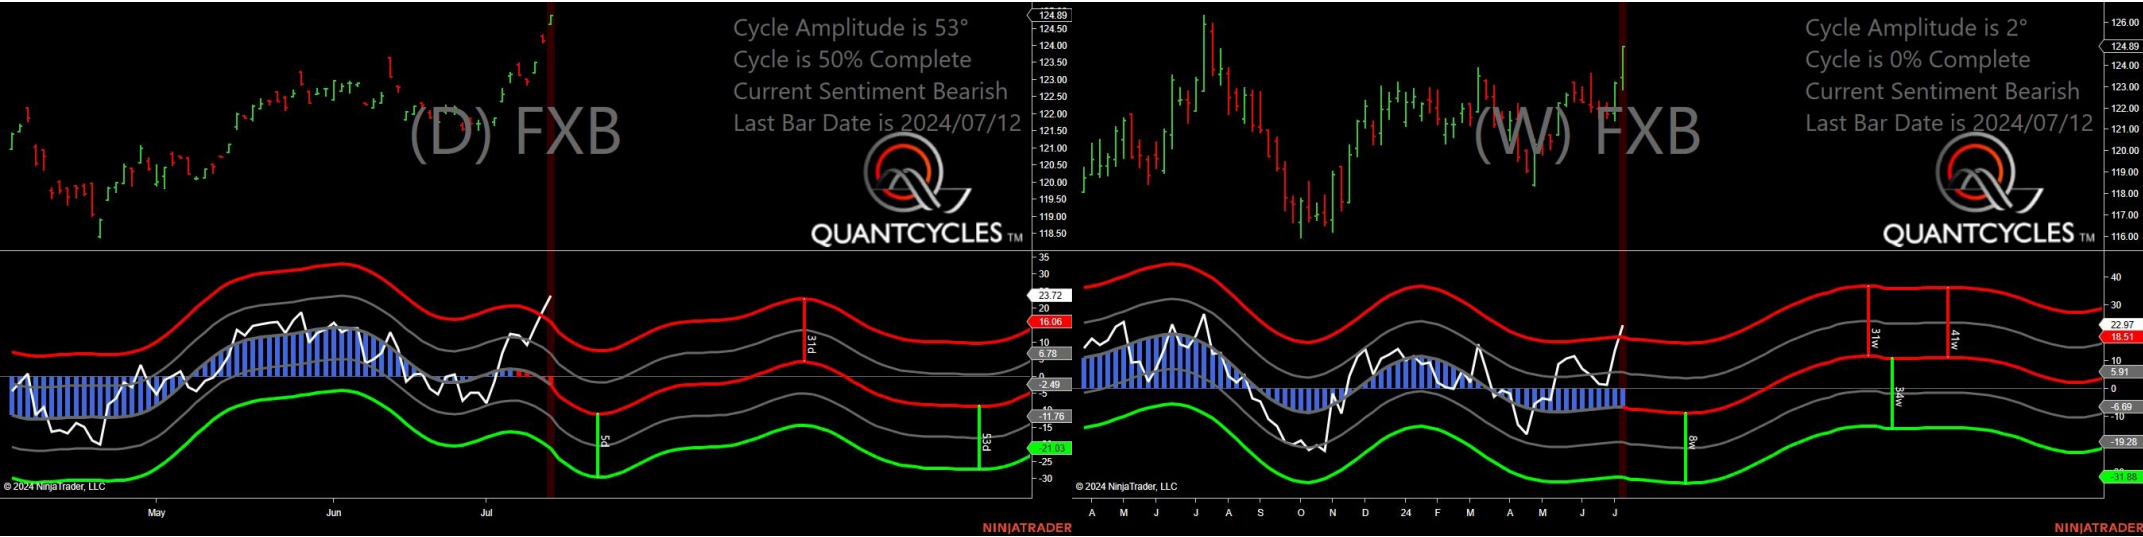 Cycle Amplitude is 53°
Cycle is 50% Complete
Current Sentiment Bearish
Last Bar Date is 2024/07/12
(D) FXB
QUANTCYCLES TM
124.89
124.50
124.00
123.50
123.00
122.50
122.00
121.50
121.00
120.50
120.00
119.50
119.00
118.50
35
30
23.72
20
16.06
10
6.78
0
-2.49
-5
-11.76
-15
-21.03
-25
-30
31d
5d
53d
© 2024 NinjaTrader, LLC
May
Jun
Jul
NINJATRADER
Cycle Amplitude is 2°
Cycle is 0% Complete
Current Sentiment Bearish
Last Bar Date is 2024/07/12
(W) FXB
QUANTCYCLES TM
126.00
124.89
124.00
123.00
122.00
121.00
120.00
119.00
118.00
117.00
116.00
40
30
22.97
18.51
10
5.91
0
-6.69
-10
-19.28
-31.88
31w
41w
34w
8w
© 2024 NinjaTrader, LLC
A M J J A S O N D 24 F M A M J J
NINJATRADER